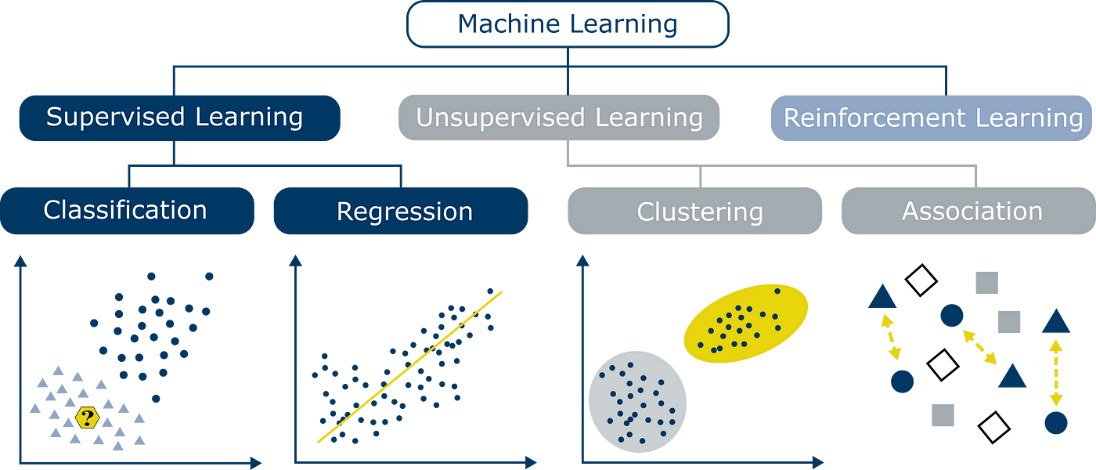 Machine Learning
Supervised Learning
Unsupervised Learning
Reinforcement Learning
Classification
Regression
Clustering
Association
?